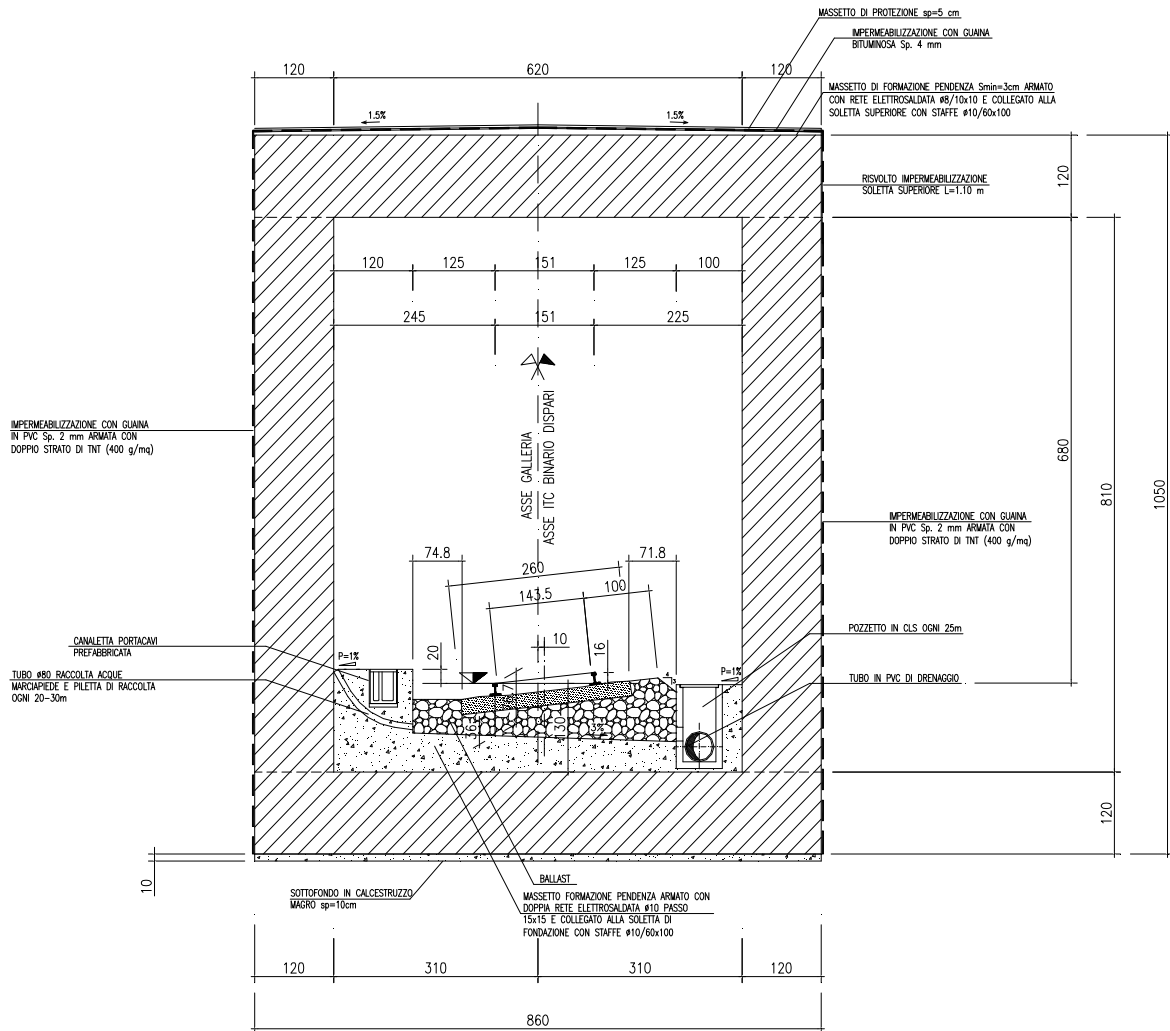 MASSETTO DI PROTEZIONE sp=5 cm
IMPERMEABILIZZAZIONE CON GUAINA
BITUMINOSA Sp. 4 mm
120
620
120
MASSETTO DI FORMAZIONE PENDENZA Smin=3cm ARMATO
CON RETE ELETTROSALDATA ø8/10x10 E COLLEGATO ALLA
SOLETTA SUPERIORE CON STAFFE ø10/60x100
1.5%
1.5%
120
RISVOLTO IMPERMEABILIZZAZIONE
SOLETTA SUPERIORE L=1.10 m
120
125
151
125
100
245
151
225
ASSE GALLERIA
ASSE ITC BINARIO DISPARI
IMPERMEABILIZZAZIONE CON GUAINA
IN PVC Sp. 2 mm ARMATA CON
DOPPIO STRATO DI TNT (400 g/mq)
680
810
1050
IMPERMEABILIZZAZIONE CON GUAINA
IN PVC Sp. 2 mm ARMATA CON
DOPPIO STRATO DI TNT (400 g/mq)
74.8
71.8
260
143.5
100
10
16
20
CANALETTA PORTACAVI
PREFABBRICATA
POZZETTO IN CLS OGNI 25m
P=1%
P=1%
4
3
TUBO ø80 RACCOLTA ACQUE
MARCIAPIEDE E PILETTA DI RACCOLTA
OGNI 20-30m
TUBO IN PVC DI DRENAGGIO
130
3%
120
10
BALLAST
SOTTOFONDO IN CALCESTRUZZO
MAGRO sp=10cm
MASSETTO FORMAZIONE PENDENZA ARMATO CON
DOPPIA RETE ELETTROSALDATA ø10 PASSO
15x15 E COLLEGATO ALLA SOLETTA DI
FONDAZIONE CON STAFFE ø10/60x100
120
310
310
120
860